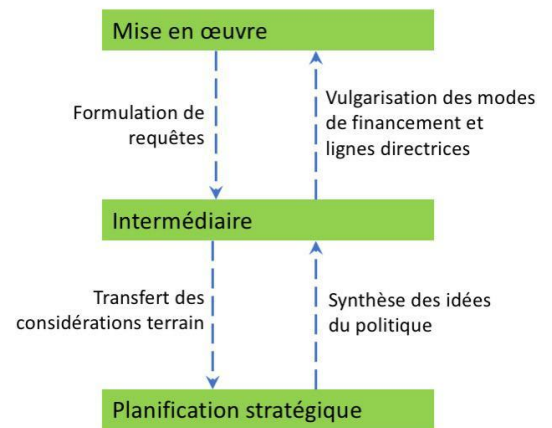 Mise en œuvre
Formulation de
requêtes
Vulgarisation des modes
de financement et
lignes directrices
Intermédiaire
Transfert des
considérations terrain
Synthèse des idées
du politique
Planification stratégique